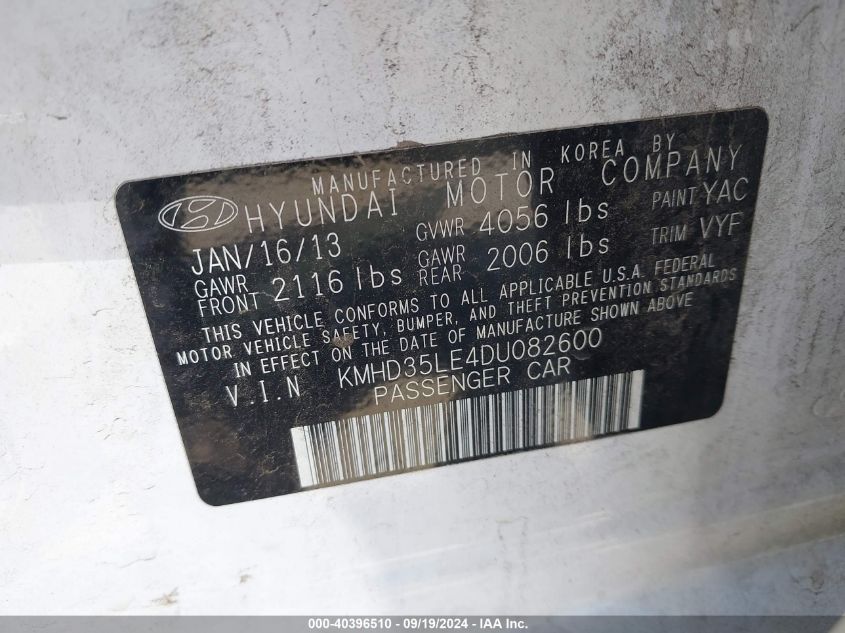 MANUFACTURED IN KOREA BY
HYUNDAI MOTOR COMPANY
JAN/16/13 GVWR 4056 lbs PAINT YAC
GAWR FRONT 2116 lbs GAWR REAR 2006 lbs TRIM VYF
THIS VEHICLE CONFORMS TO ALL APPLICABLE U.S.A. FEDERAL
MOTOR VEHICLE SAFETY, BUMPER, AND THEFT PREVENTION STANDARDS
IN EFFECT ON THE DATE OF MANUFACTURE SHOWN ABOVE
V.I.N KMHD35LE4DU082600
PASSENGER CAR
000-40396510 - 09/19/2024 - IAA Inc.